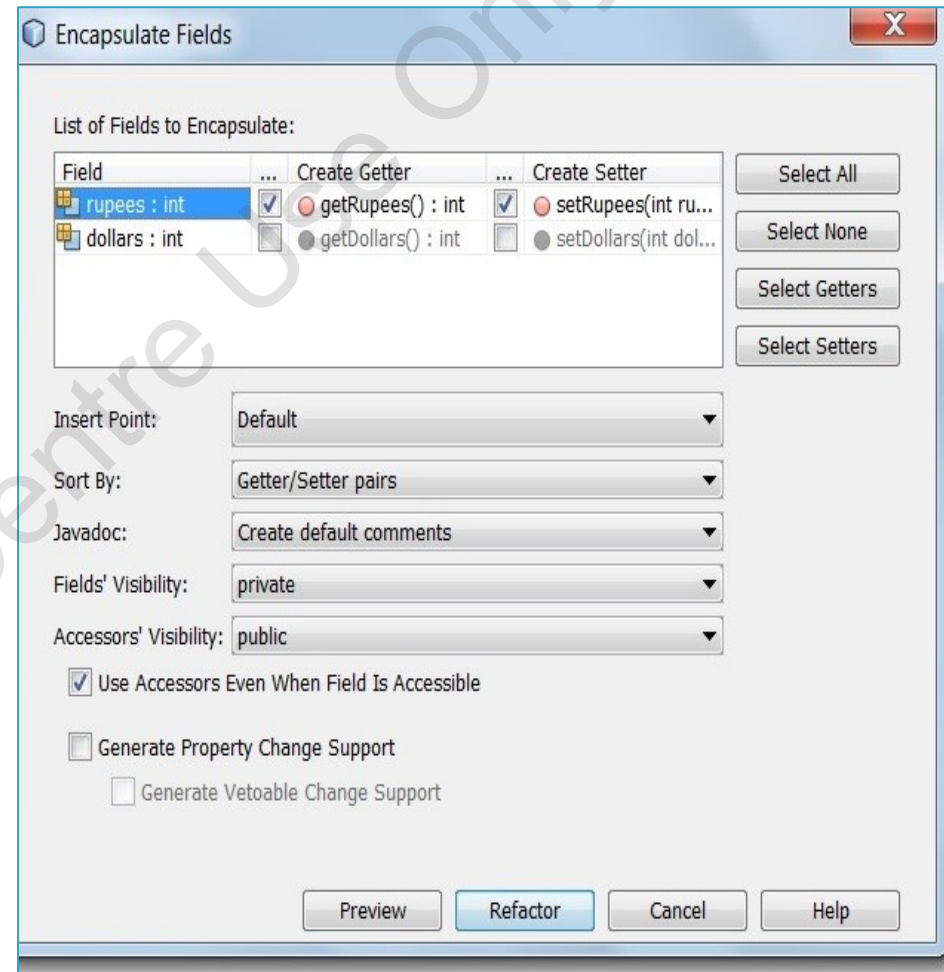 Encapsulate Fields
X
List of Fields to Encapsulate:
Field ... Create Getter ... Create Setter
rupees : int getRupees() : int setRupees(int ru...
dollars : int getDollars() : int setDollars(int dol...
Select All
Select None
Select Getters
Select Setters
Insert Point: Default
Sort By: Getter/Setter pairs
Javadoc: Create default comments
Fields' Visibility: private
Accessors' Visibility: public
Use Accessors Even When Field Is Accessible
Generate Property Change Support
Generate Vetoable Change Support
Preview Refactor Cancel Help
entre Use Only